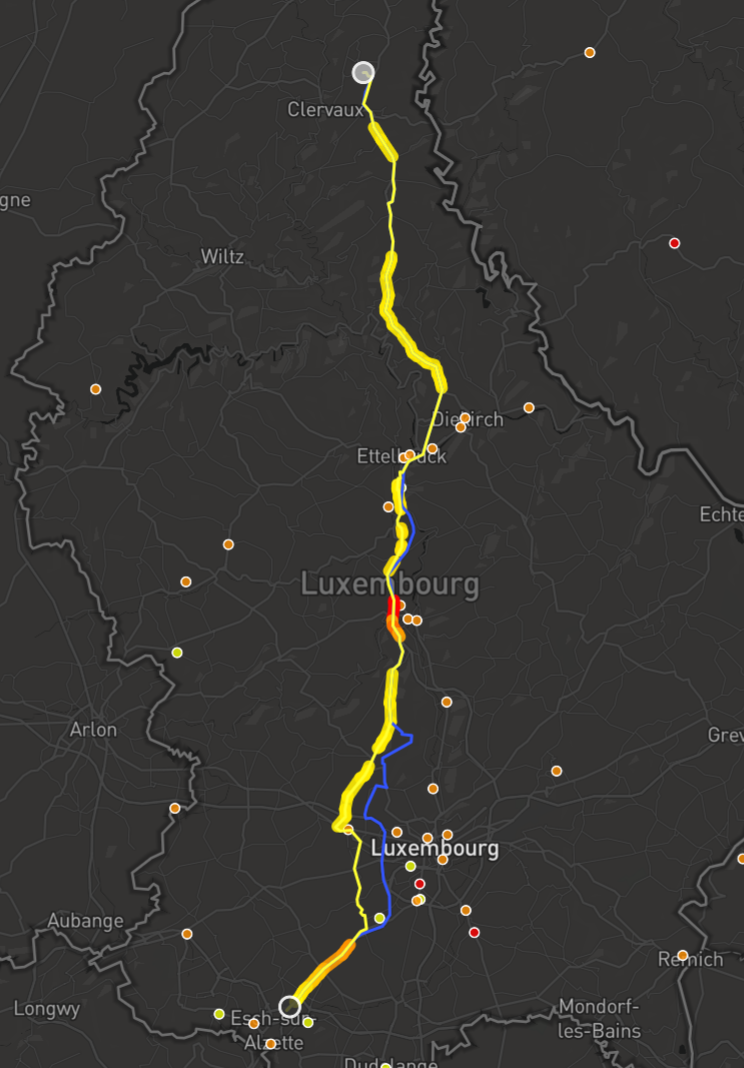 Clervaux
gne
Wiltz
Diekirch
Ettelbruck
Echte
Luxembourg
Arlon
Grev
Luxembourg
Aubange
Remich
Longwy
Esch-sur-
Alzette
Mondorf-
les-Bains
Dudelange